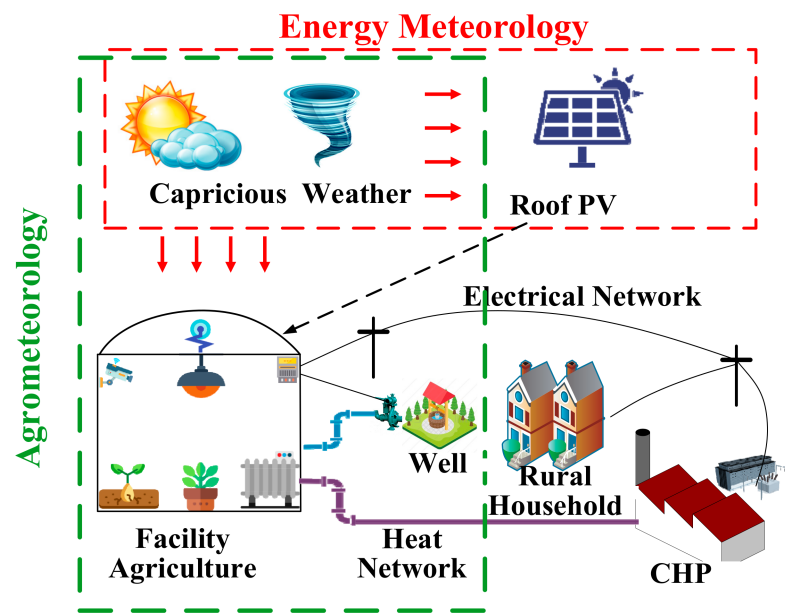 Energy Meteorology
Agrometeorology
Capricious Weather
Roof PV
Electrical Network
Well
Rural
Household
Facility
Agriculture
Heat
Network
CHP